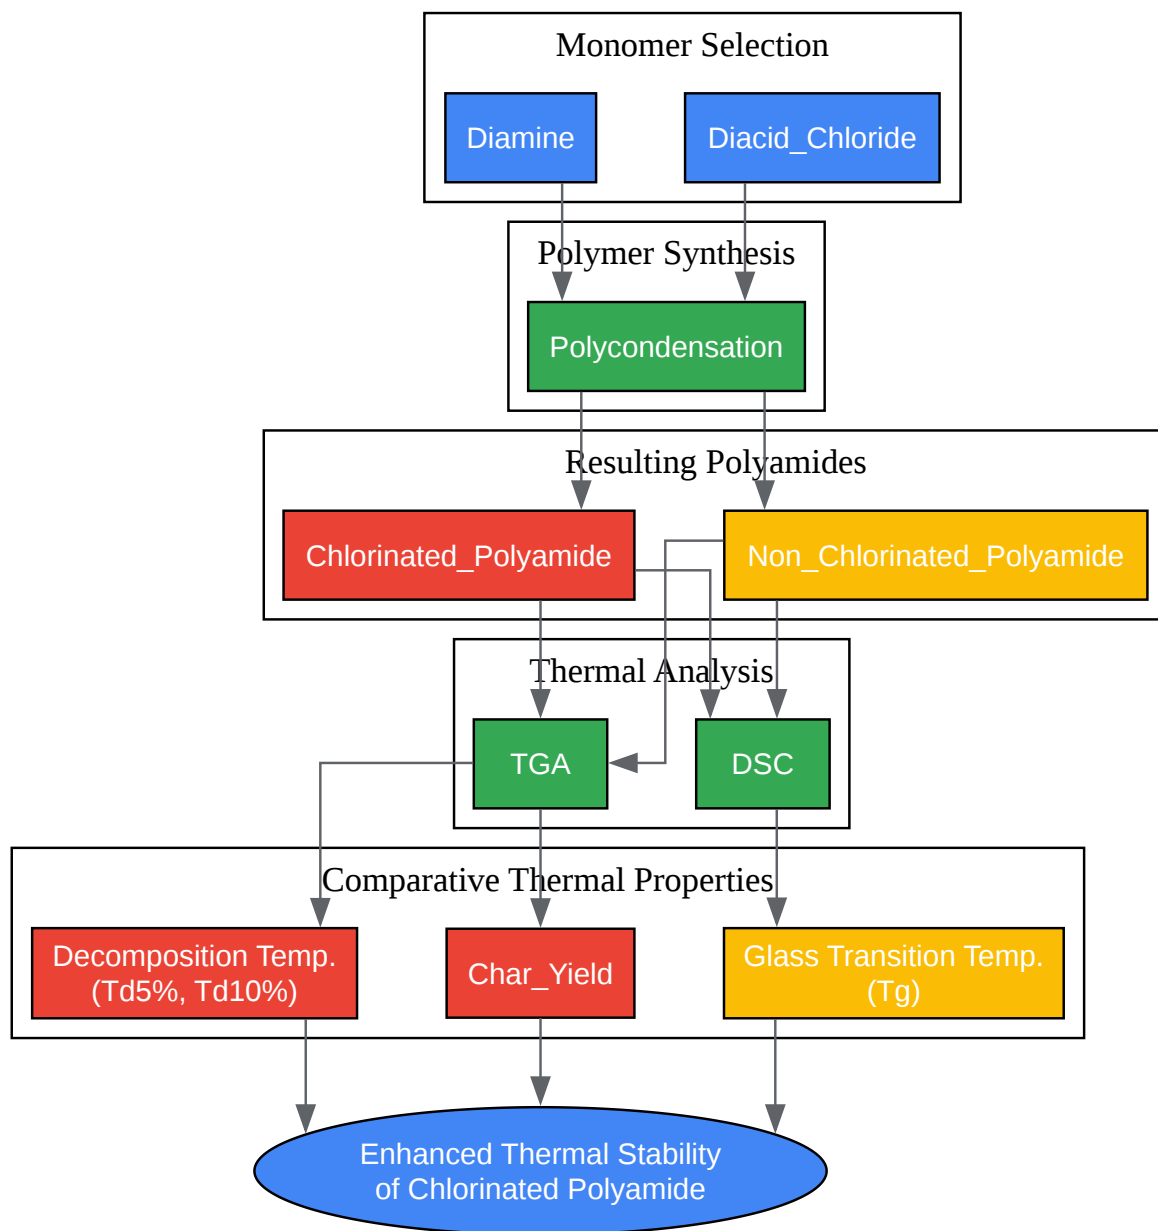 Monomer Selection
Diamine
Diacid_Chloride
Polymer Synthesis
Polycondensation
Resulting Polyamides
Chlorinated_Polyamide
Non_Chlorinated_Polyamide
Thermal Analysis
TGA
DSC
Comparative Thermal Properties
Decomposition Temp.
(Td5%, Td10%)
Char_Yield
Glass Transition Temp.
(Tg)
Enhanced Thermal Stability
of Chlorinated Polyamide